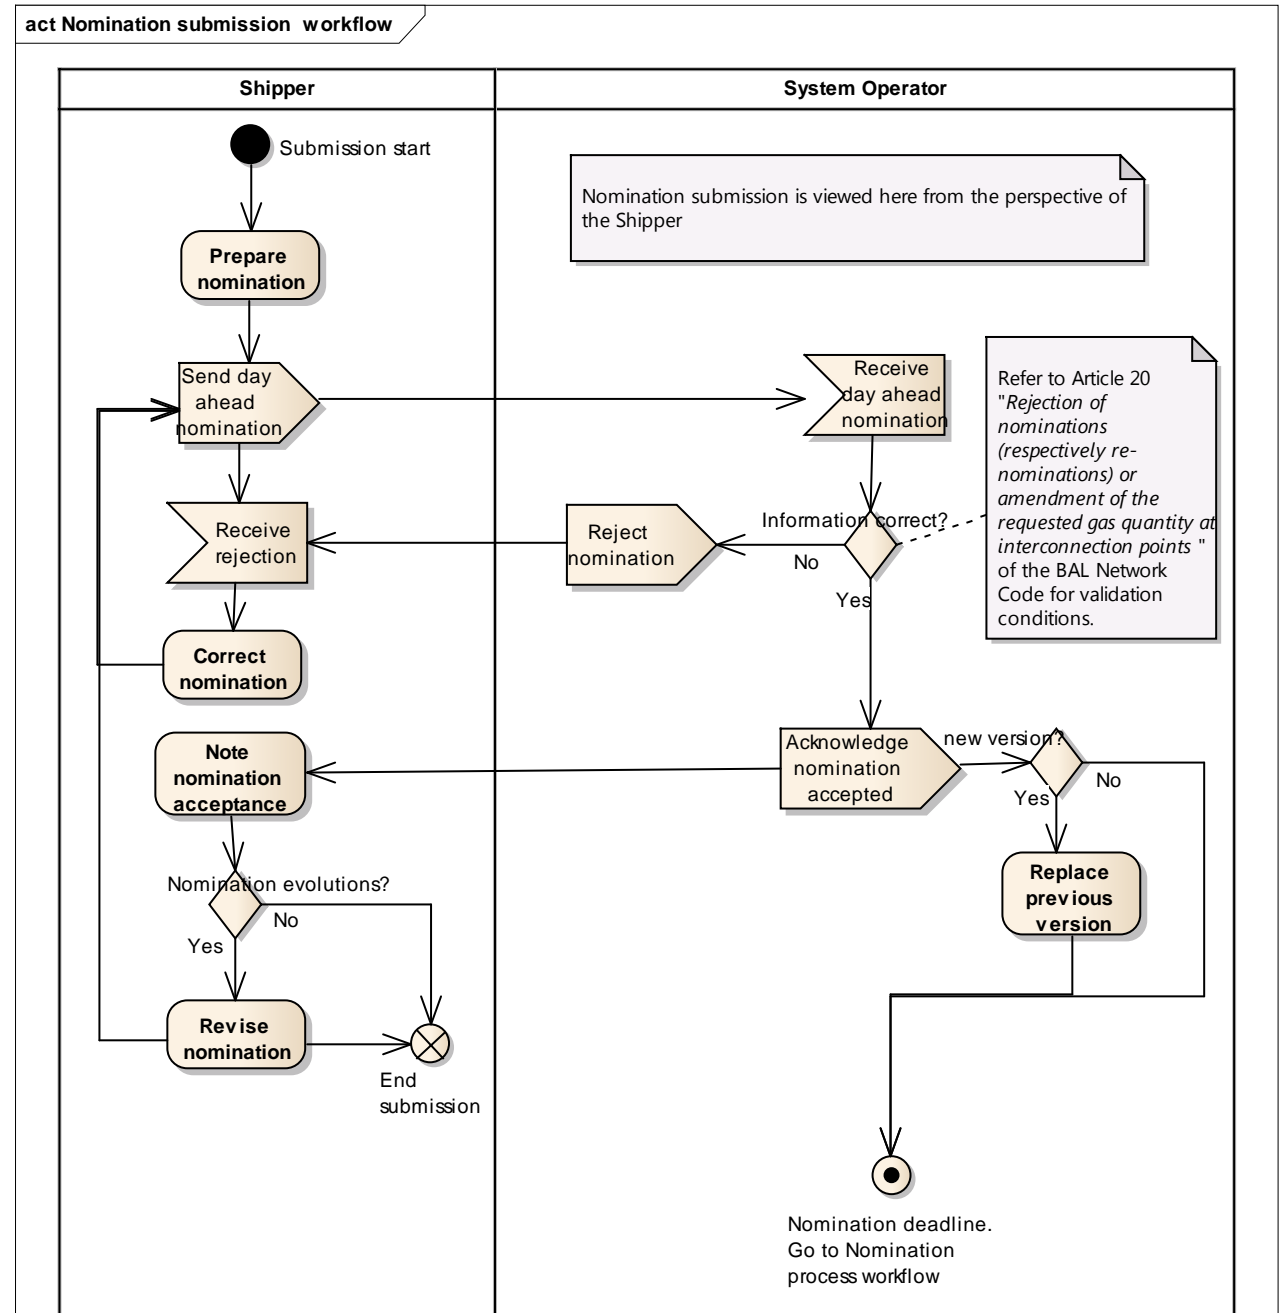 act Nomination submission workflow
Shipper
System Operator
Submission start
Nomination submission is viewed here from the perspective of
the Shipper
Prepare
nomination
Send day
ahead
nomination
Receive
day ahead
nomination
Refer to Article 20
"Rejection of
nominations
(respectively re-
nominations) or
amendment of the
requested gas quantity at
interconnection points "
of the BAL Network
Code for validation
conditions.
Receive
rejection
Reject
nomination
Information correct?
No
Yes
Correct
nomination
Note
nomination
acceptance
Acknowledge
nomination
accepted
new version?
No
Yes
Replace
previous
version
Nomination evolutions?
No
Yes
Revise
nomination
End
submission
Nomination deadline.
Go to Nomination
process workflow